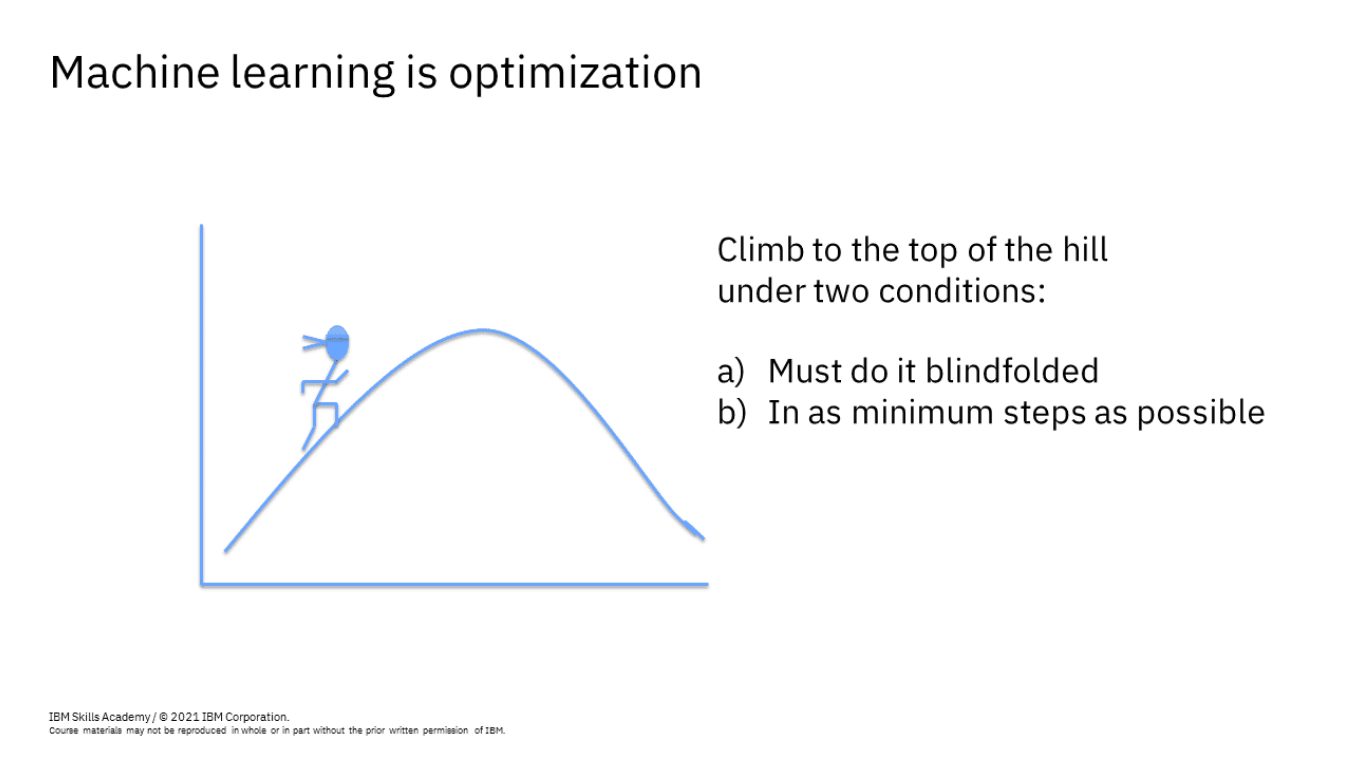 Machine learning is optimization
Climb to the top of the hill
under two conditions:
a) Must do it blindfolded
b) In as minimum steps as possible
IBM Skills Academy / © 2021 IBM Corporation.
Course materials may not be reproduced in whole or in part without the prior written permission of IBM.